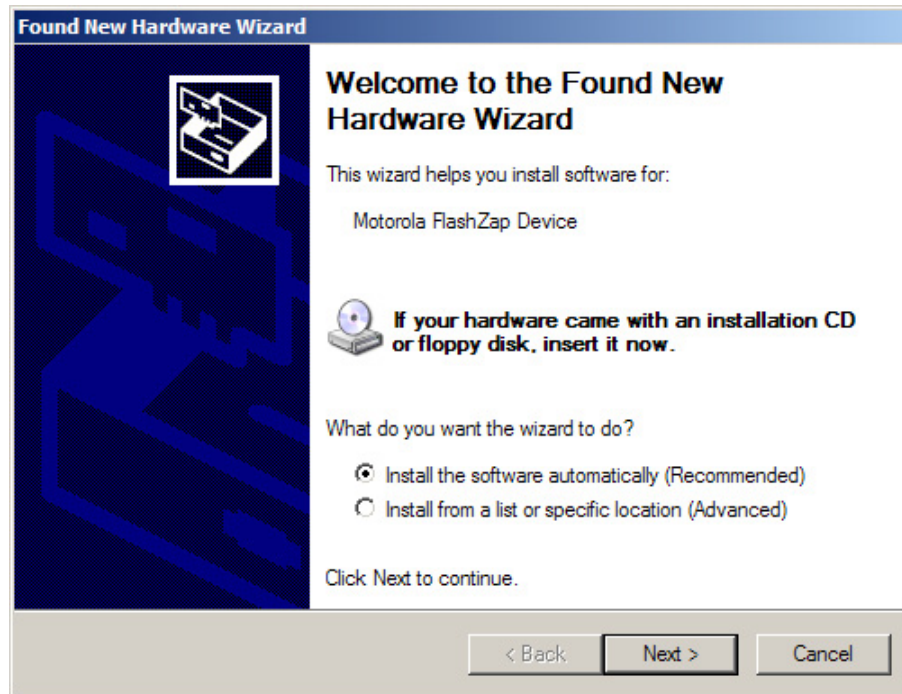 Found New Hardware Wizard
Welcome to the Found New
Hardware Wizard
This wizard helps you install software for:
Motorola FlashZap Device
If your hardware came with an installation CD
or floppy disk, insert it now.
What do you want the wizard to do?
Install the software automatically (Recommended)
Install from a list or specific location (Advanced)
Click Next to continue.
< Back Next > Cancel